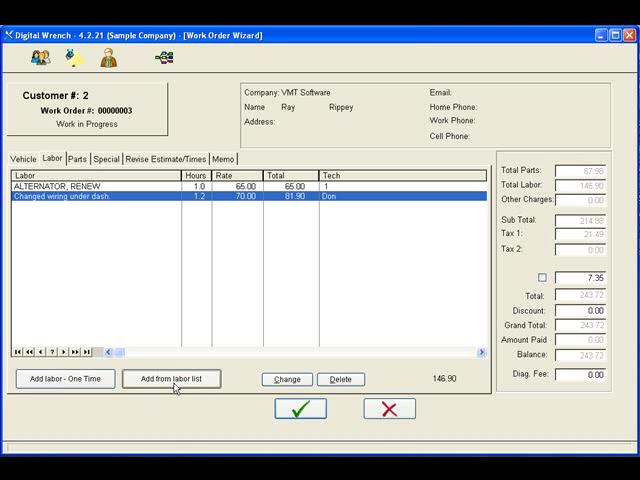 Digital Wrench - 4.2.21 (Sample Company) - [Work Order Wizard]
Customer #: 2
Work Order #: 00000003
Work in Progress
Company: VMT Software
Name Ray Rippey
Address:
Email:
Home Phone:
Work Phone:
Cell Phone:
Vehicle Labor Parts Special Revise Estimate/Times Memo
Labor Hours Rate Total Tech
ALTERNATOR, RENEW 1.0 65.00 65.00 1
Changed wiring under dash. 1.2 70.00 81.90 Don
Add labor - One Time Add from labor list Change Delete 146.90
Total Parts: 67.98
Total Labor: 146.90
Other Charges: 0.00
Sub Total: 214.88
Tax 1: 21.49
Tax 2: 0.00
7.35
Total: 243.72
Discount: 0.00
Grand Total: 243.72
Amount Paid 0.00
Balance: 243.72
Diag. Fee: 0.00